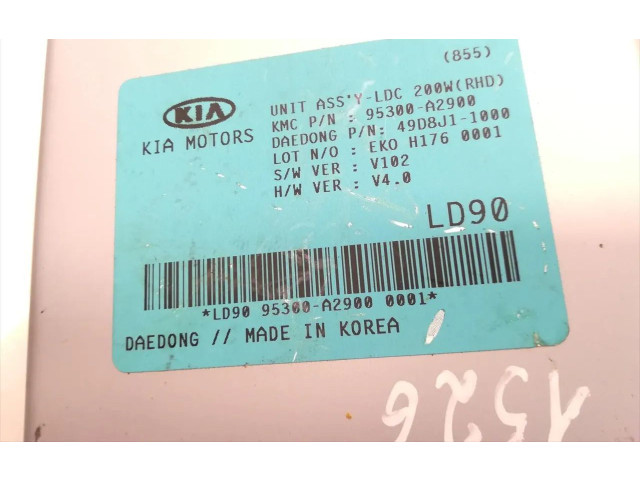 (855)
KIA
KIA MOTORS
UNIT ASS'Y-LDC 200W(RHD)
KMC P/N : 95300-A2900
DAEDONG P/N: 49D8J1-1000
LOT N/O : EKO H176 0001
S/W VER : V102
H/W VER : V4.0
LD90
*LD90 95300-A2900 0001*
DAEDONG // MADE IN KOREA
1526